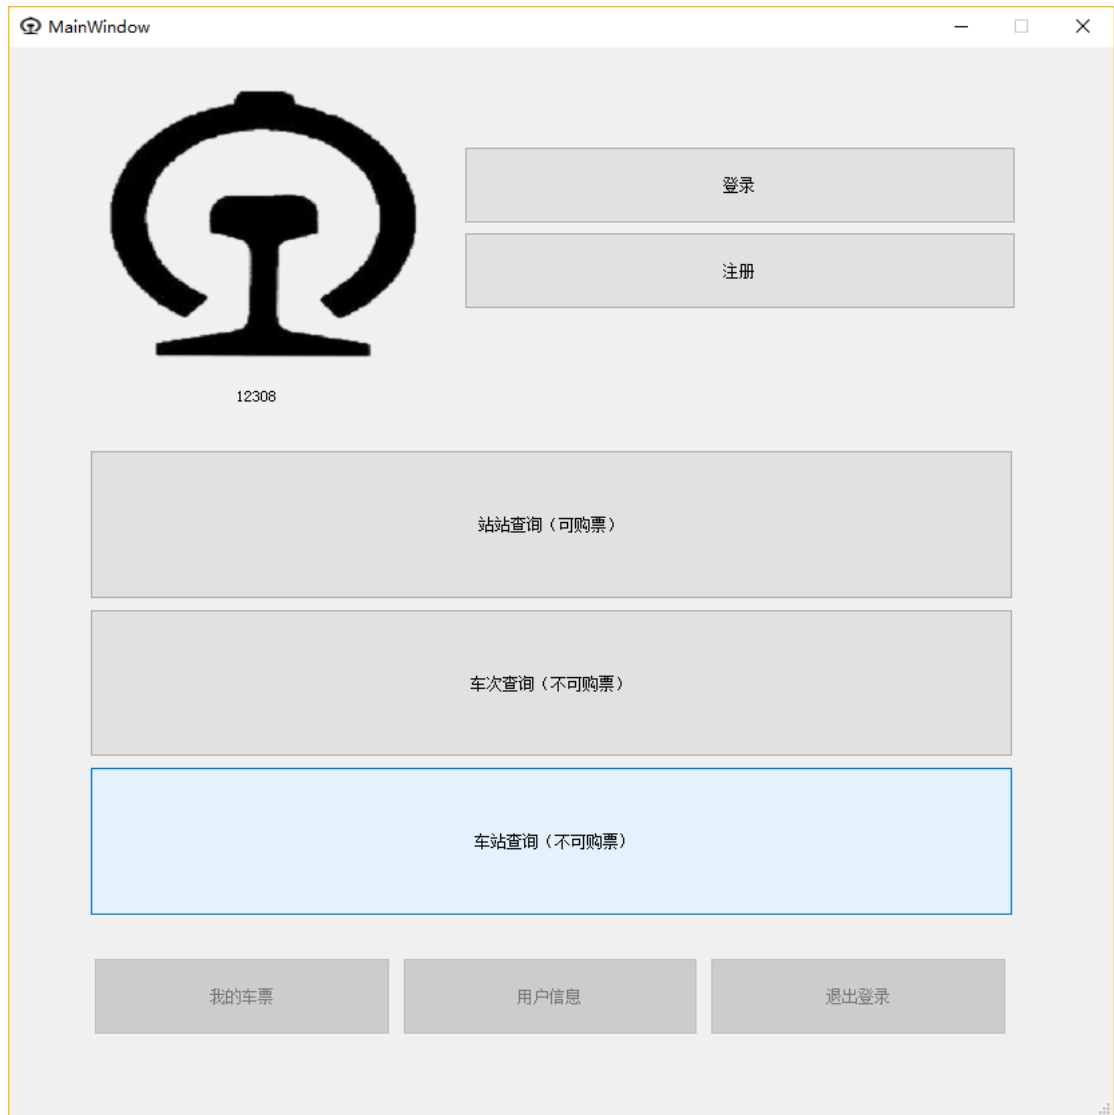 MainWindow
登录
注册
12308
站站查询（可购票）
车次查询（不可购票）
车站查询（不可购票）
我的车票
用户信息
退出登录